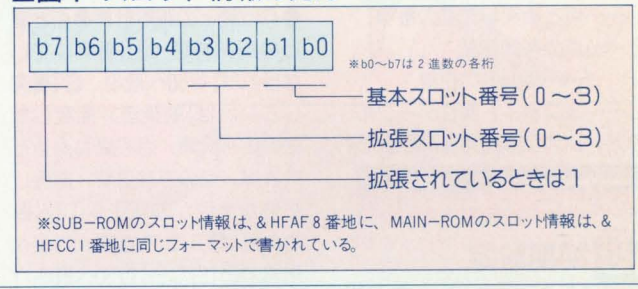 b7 b6 b5 b4 b3 b2 b1 b0
※b0～b7は2進数の各桁
基本スロット番号(0～3)
拡張スロット番号(0～3)
拡張されているときは1
※SUB-ROMのスロット情報は、&HFAF8番地に、MAIN-ROMのスロット情報は、&
HFCC1番地に同じフォーマットで書かれている。